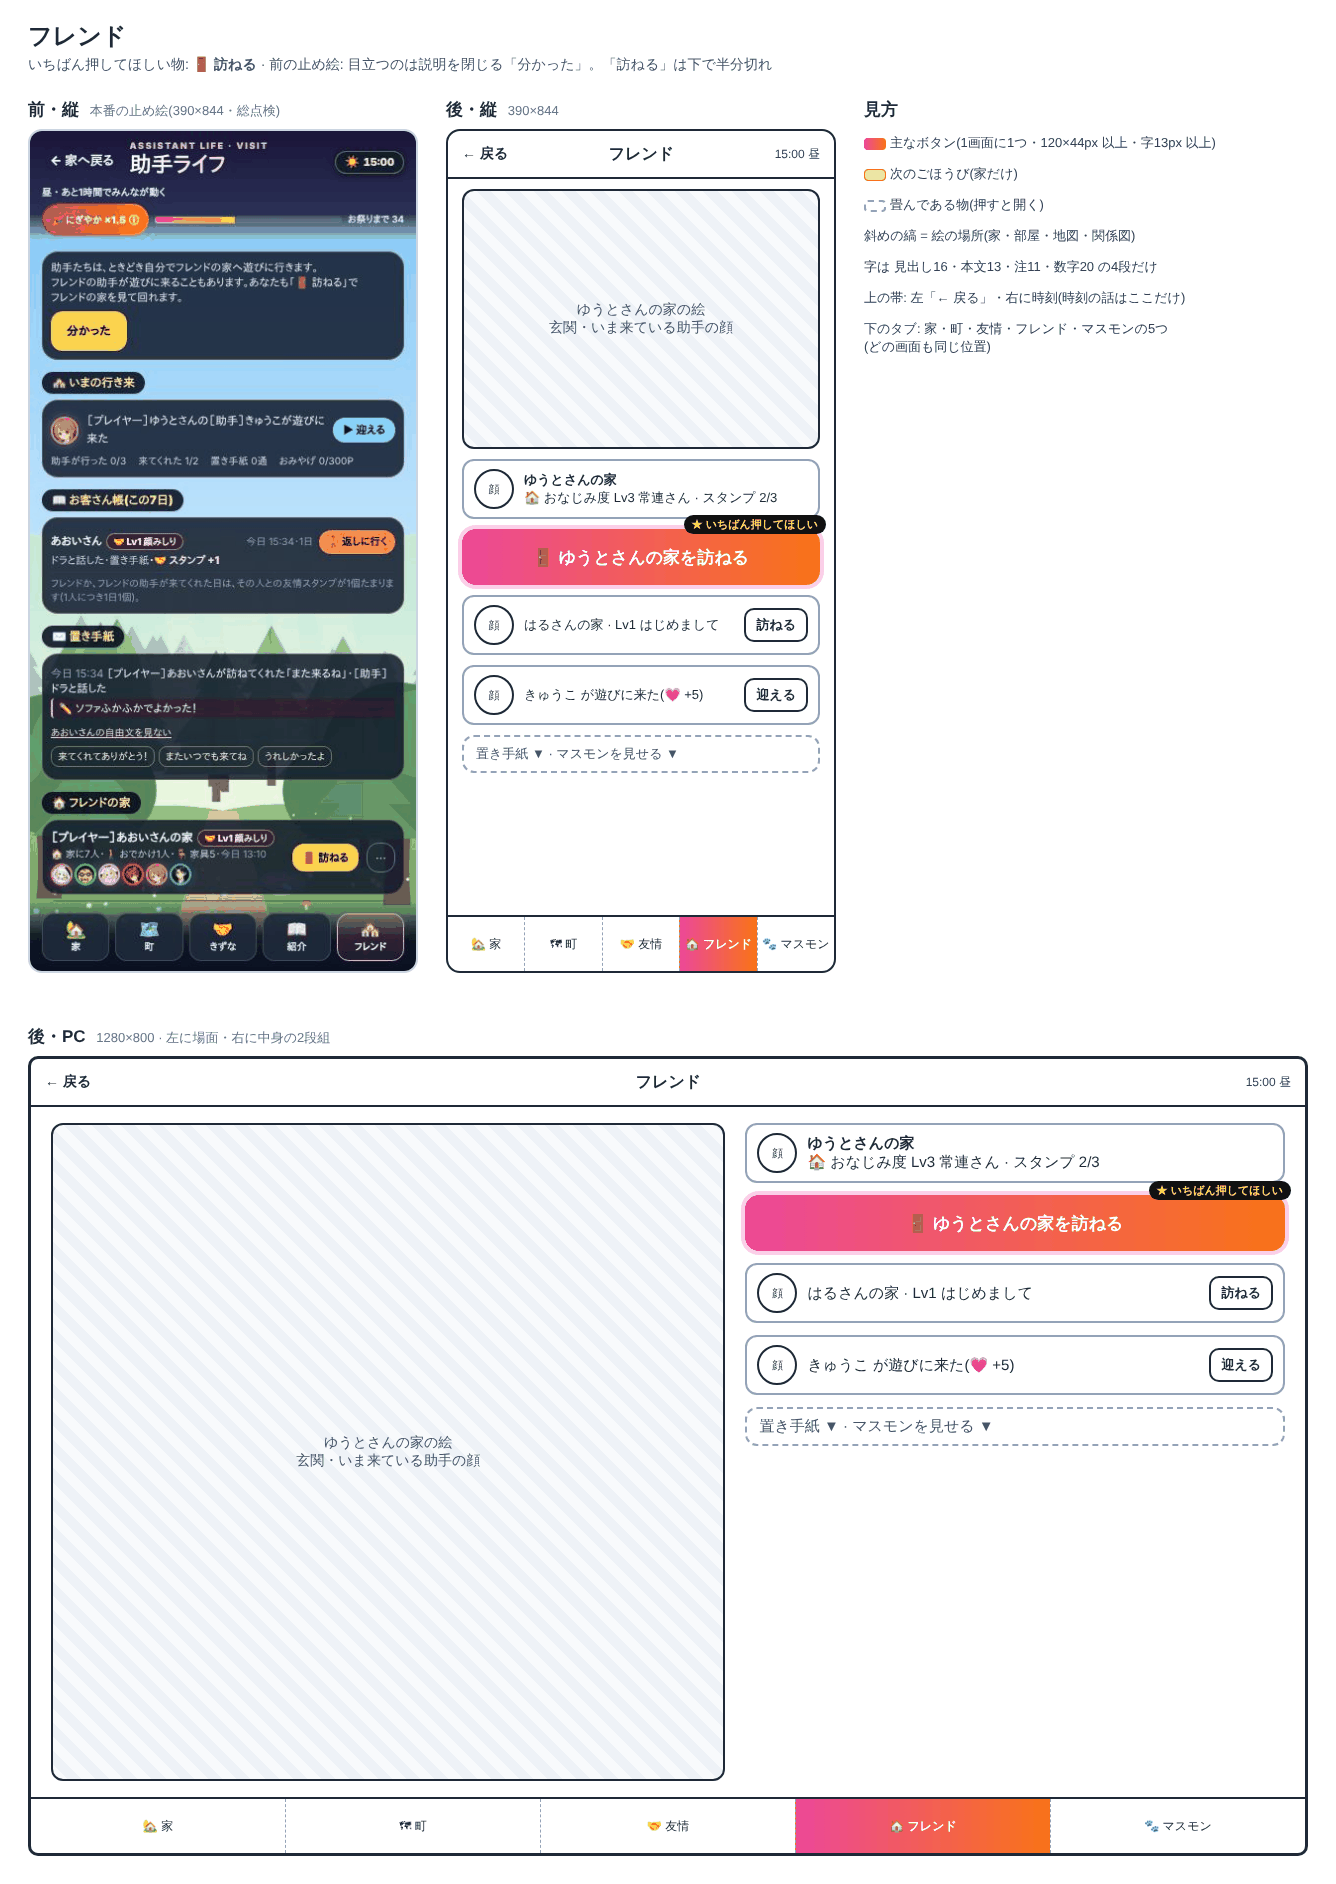 フレンド
いちばん押してほしい物: 🚪 訪ねる · 前の止め絵: 目立つのは説明を閉じる「分かった」。「訪ねる」は下で半分切れ
前・縦 本番の止め絵(390×844・総点検)
ASSISTANT LIFE · VISIT
← 家へ戻る 助手ライフ ☀️ 15:00
昼・あと1時間でみんなが動く
にぎやか ×1.5 ⓘ お祭りまで 34
助手たちは、ときどき自分でフレンドの家へ遊びに行きます。
フレンドの助手が遊びに来ることもあります。あなたも「🚪 訪ねる」で
フレンドの家を見て回れます。
分かった
🏘️ いまの行き来
［プレイヤー］ゆうとさんの［助手］きゅうこが遊びに
来た
▶ 迎える
助手が行った 0/3 来てくれた 1/2 置き手紙 0通 おみやげ 0/300P
📖 お客さん帳(この7日)
あおいさん 🤝 Lv1 顔みしり 今日 15:34·1日 返しに行く
ドラと話した・置き手紙・🤝 スタンプ +1
フレンドか、フレンドの助手が来てくれた日は、その人との友情スタンプが1個たまりま
す(1人につき1日1個)。
✉️ 置き手紙
今日 15:34 ［プレイヤー］あおいさんが訪ねてくれた「また来るね」・［助手］
ドラと話した
✏️ ソファふかふかでよかった!
あおいさんの自由文を見ない
来てくれてありがとう! またいつでも来てね うれしかったよ
🏠 フレンドの家
［プレイヤー］あおいさんの家 🤝 Lv1 顔みしり
🏠 家に7人・🚶 おでかけ1人・🪑 家具5・今日 13:10
🚪 訪ねる …
🏡 家 🗺️ 町 🤝 きずな 📖 紹介 🏘️ フレンド
後・縦 390×844
← 戻る フレンド 15:00 昼
ゆうとさんの家の絵
玄関・いま来ている助手の顔
顔 ゆうとさんの家
🏠 おなじみ度 Lv3 常連さん · スタンプ 2/3
★ いちばん押してほしい
🚪 ゆうとさんの家を訪ねる
顔 はるさんの家 · Lv1 はじめまして 訪ねる
顔 きゅうこ が遊びに来た(💗 +5) 迎える
置き手紙 ▼ · マスモンを見せる ▼
🏡 家 🗺 町 🤝 友情 🏠 フレンド 🐾 マスモン
見方
主なボタン(1画面に1つ・120×44px 以上・字13px 以上)
次のごほうび(家だけ)
畳んである物(押すと開く)
斜めの縞 = 絵の場所(家・部屋・地図・関係図)
字は 見出し16・本文13・注11・数字20 の4段だけ
上の帯: 左「← 戻る」・右に時刻(時刻の話はここだけ)
下のタブ: 家・町・友情・フレンド・マスモンの5つ
(どの画面も同じ位置)
後・PC 1280×800 · 左に場面・右に中身の2段組
← 戻る フレンド 15:00 昼
ゆうとさんの家の絵
玄関・いま来ている助手の顔
顔 ゆうとさんの家
🏠 おなじみ度 Lv3 常連さん · スタンプ 2/3
★ いちばん押してほしい
🚪 ゆうとさんの家を訪ねる
顔 はるさんの家 · Lv1 はじめまして 訪ねる
顔 きゅうこ が遊びに来た(💗 +5) 迎える
置き手紙 ▼ · マスモンを見せる ▼
🏡 家 🗺 町 🤝 友情 🏠 フレンド 🐾 マスモン